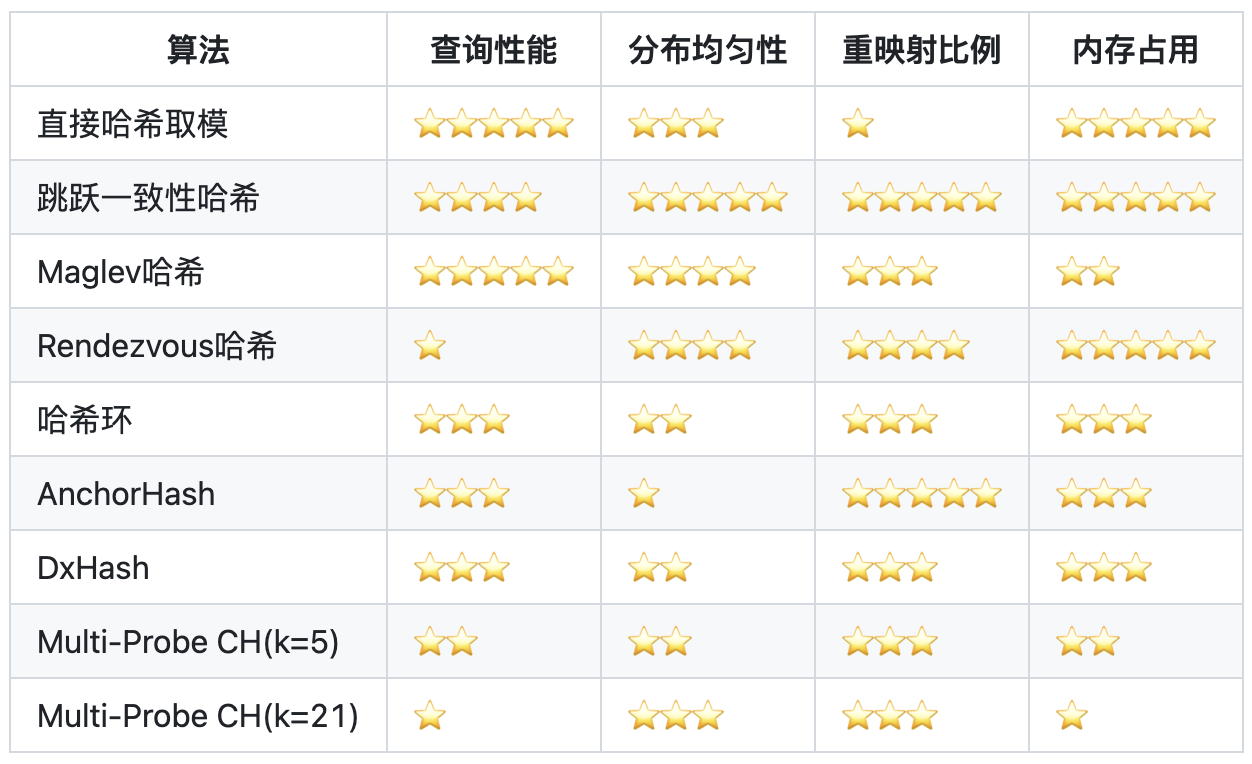 算法 查询性能 分布均匀性 重映射比例 内存占用
直接哈希取模 ⭐⭐⭐⭐⭐ ⭐⭐⭐ ⭐ ⭐⭐⭐⭐⭐
跳跃一致性哈希 ⭐⭐⭐⭐ ⭐⭐⭐⭐⭐ ⭐⭐⭐⭐⭐ ⭐⭐⭐⭐⭐
Maglev哈希 ⭐⭐⭐⭐⭐ ⭐⭐⭐⭐ ⭐⭐⭐ ⭐⭐
Rendezvous哈希 ⭐ ⭐⭐⭐⭐ ⭐⭐⭐⭐ ⭐⭐⭐⭐⭐
哈希环 ⭐⭐⭐ ⭐⭐ ⭐⭐⭐ ⭐⭐⭐
AnchorHash ⭐⭐⭐ ⭐ ⭐⭐⭐⭐⭐ ⭐⭐⭐
DxHash ⭐⭐⭐ ⭐⭐ ⭐⭐⭐ ⭐⭐⭐
Multi-Probe CH(k=5) ⭐⭐ ⭐⭐ ⭐⭐⭐ ⭐⭐
Multi-Probe CH(k=21) ⭐ ⭐⭐⭐ ⭐⭐⭐ ⭐